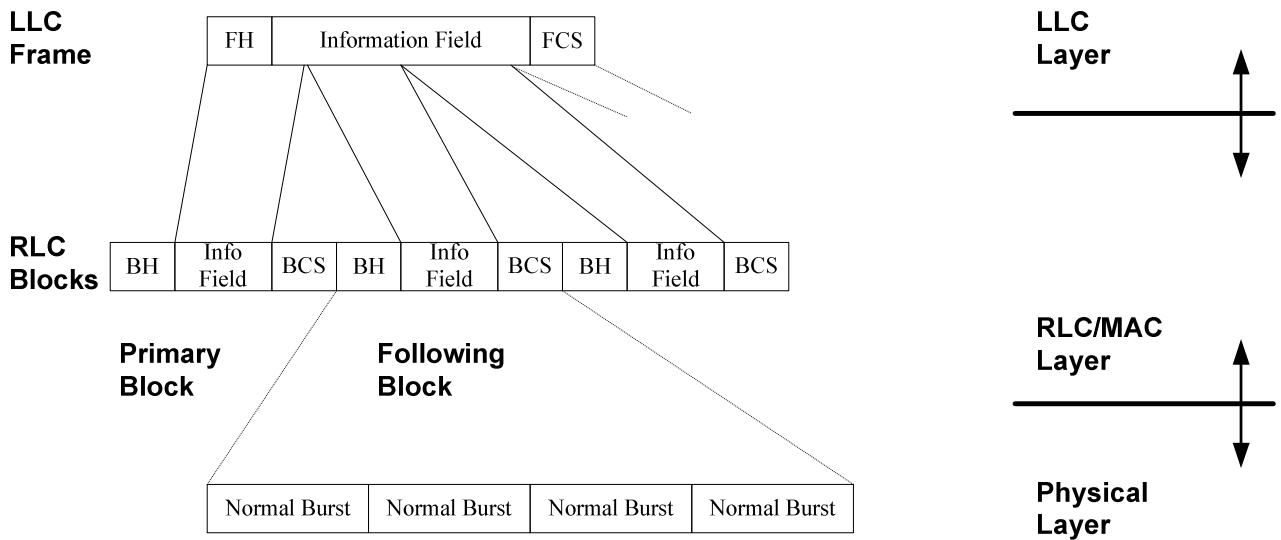 LLC
Frame
FH
Information Field
FCS
LLC
Layer
RLC
Blocks
BH
Info
Field
BCS
BH
Info
Field
BCS
BH
Info
Field
BCS
Primary
Block
Following
Block
RLC/MAC
Layer
Normal Burst
Normal Burst
Normal Burst
Normal Burst
Physical
Layer